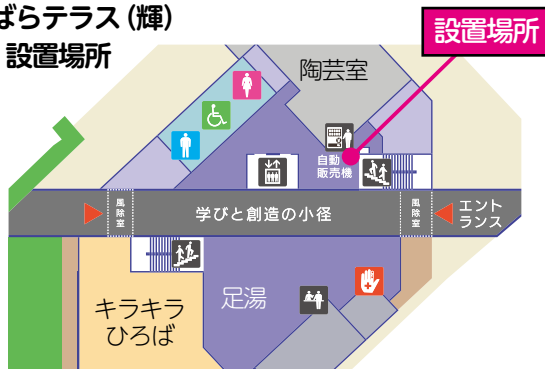 ばらテラス(輝)
設置場所
設置場所
陶芸室
自動
販売機
風除室
学びと創造の小径
風除室
エント
ランス
キラキラ
ひろば
足湯